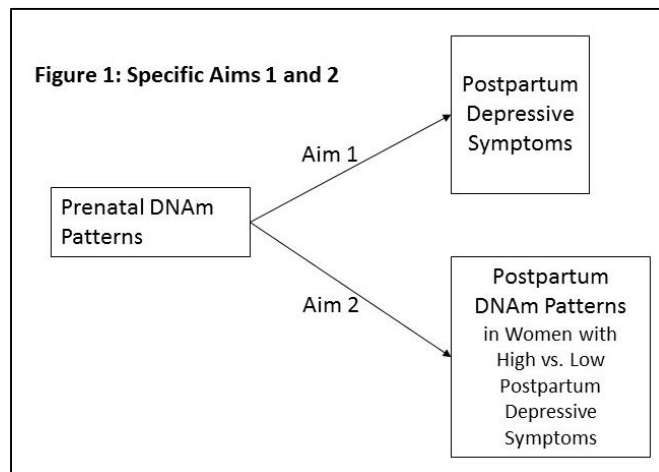 Figure 1: Specific Aims 1 and 2
Postpartum
Depressive
Symptoms
Aim 1
Prenatal DNAm
Patterns
Aim 2
Postpartum
DNAm Patterns
in Women with
High vs. Low
Postpartum
Depressive
Symptoms